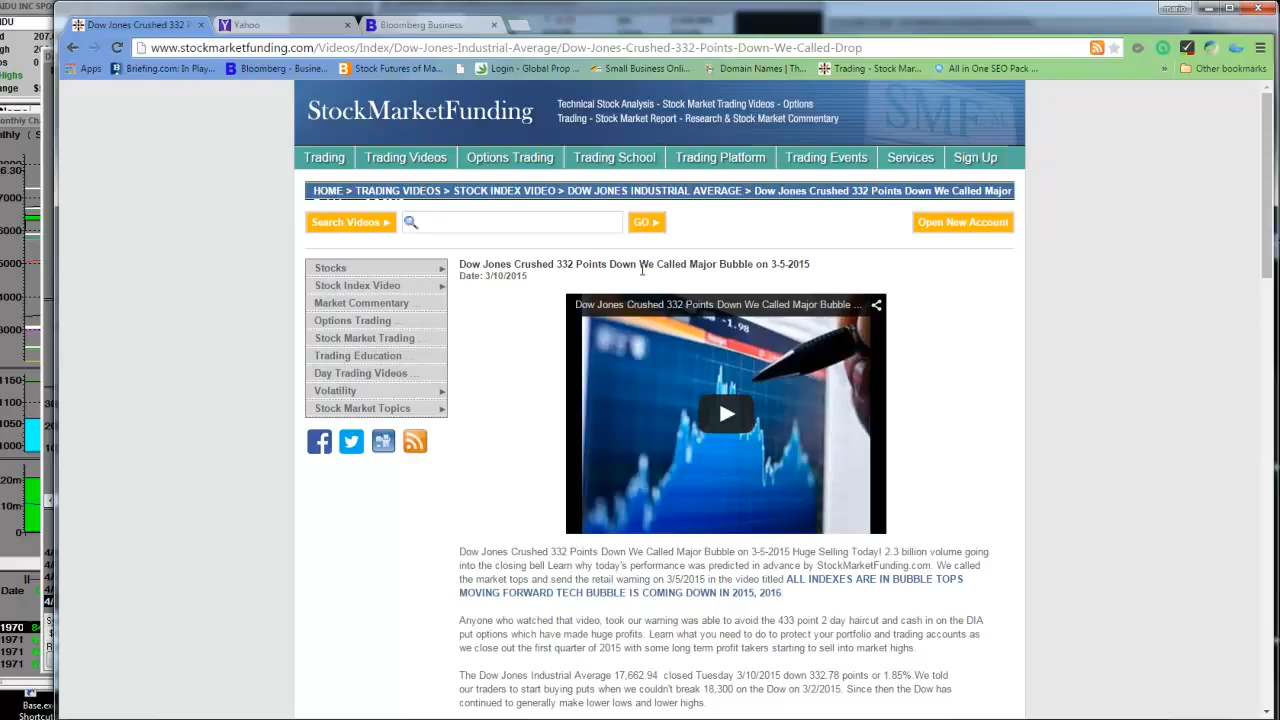 AIDU INC
mario
Dow Jones Crushed 332 P
Yahoo
Bloomberg Business
www.stockmarketfunding.com/Videos/Index/Dow-Jones-Industrial-Average/Dow-Jones-Crushed-332-Points-Down-We-Called-Drop
Apps
Briefing.com: In Play...
Bloomberg - Busine...
Stock Futures of Ma...
Login - Global Prop ...
Small Business Onli...
Domain Names | Th...
Trading - Stock Mar...
All in One SEO Pack ...
»
Other bookmarks
StockMarketFunding
Technical Stock Analysis - Stock Market Trading Videos - Options
Trading - Stock Market Report - Research & Stock Market Commentary
SMF
Trading
Trading Videos
Options Trading
Trading School
Trading Platform
Trading Events
Services
Sign Up
HOME > TRADING VIDEOS > STOCK INDEX VIDEO > DOW JONES INDUSTRIAL AVERAGE > Dow Jones Crushed 332 Points Down We Called Major
Search Videos
GO
Open New Account
Stocks
Stock Index Video
Market Commentary ...
Options Trading ...
Stock Market Trading ...
Trading Education ...
Day Trading Videos ...
Volatility
Stock Market Topics
Dow Jones Crushed 332 Points Down We Called Major Bubble on 3-5-2015
Date: 3/10/2015
Dow Jones Crushed 332 Points Down We Called Major Bubble ...
-1.98
Dow Jones Crushed 332 Points Down We Called Major Bubble on 3-5-2015 Huge Selling Today! 2.3 billion volume going
into the closing bell Learn why today's performance was predicted in advance by StockMarketFunding.com. We called
the market tops and send the retail warning on 3/5/2015 in the video titled ALL INDEXES ARE IN BUBBLE TOPS
MOVING FORWARD TECH BUBBLE IS COMING DOWN IN 2015, 2016.
Anyone who watched that video, took our warning was able to avoid the 433 point 2 day haircut and cash in on the DIA
put options which have made huge profits. Learn what you need to do to protect your portfolio and trading accounts as
we close out the first quarter of 2015 with some long term profit takers starting to sell into market highs.
The Dow Jones Industrial Average 17,662.94 closed Tuesday 3/10/2015 down 332.78 points or 1.85%.We told
our traders to start buying puts when we couldn't break 18,300 on the Dow on 3/2/2015. Since then the Dow has
continued to generally make lower lows and lower highs.
Date
1970
1971
1971
Base.exe
Shortcut